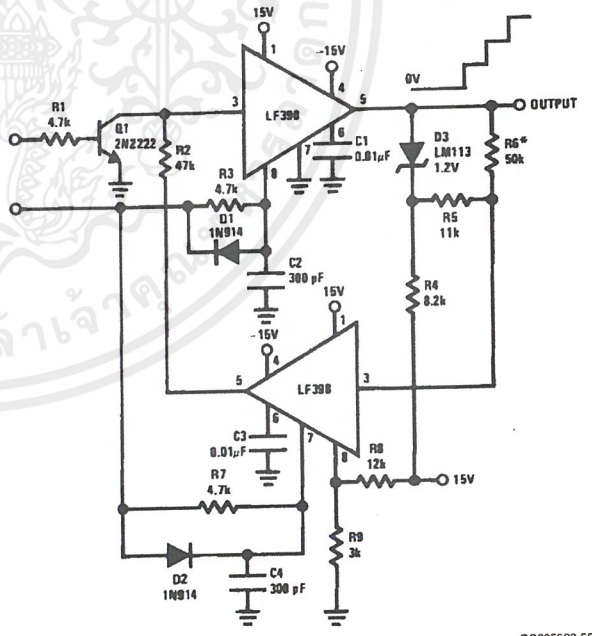 15V
1
-15V
4
0V
R1
4.7k
3
LF398
5
OUTPUT
Q1
2N2222
R2
47k
6
7
8
C1
0.01μF
D3
LM113
1.2V
R6*
50k
R3
4.7k
D1
1N914
R5
11k
C2
300 pF
R4
8.2k
15V
-15V
1
4
5
LF398
3
6
7
8
C3
0.01μF
R8
12k
15V
R7
4.7k
R9
3k
D2
1N914
C4
300 pF